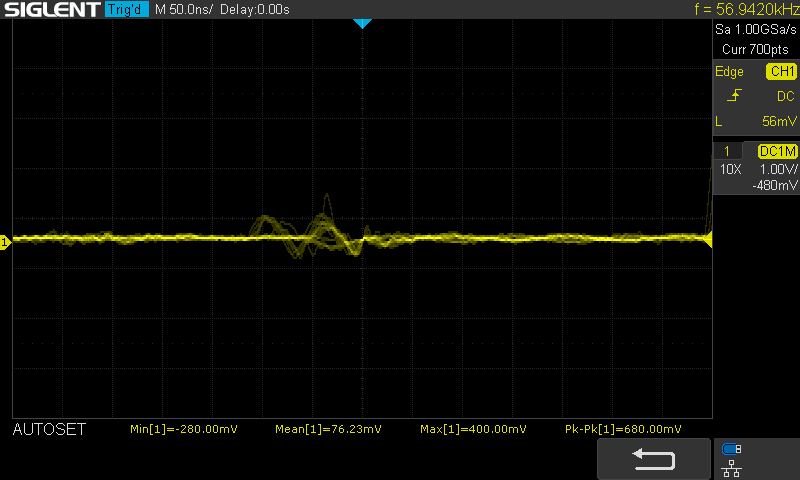 SIGLENT Trig'd M 50.0ns/ Delay:0.00s f = 56.9420kHz
Sa 1.00GSa/s
Curr 700pts
Edge CH1
DC
L 56mV
1 DC1M
10X 1.00V/
-480mV
1
AUTOSET Min[1]=-280.00mV Mean[1]=76.23mV Max[1]=400.00mV Pk-Pk[1]=680.00mV